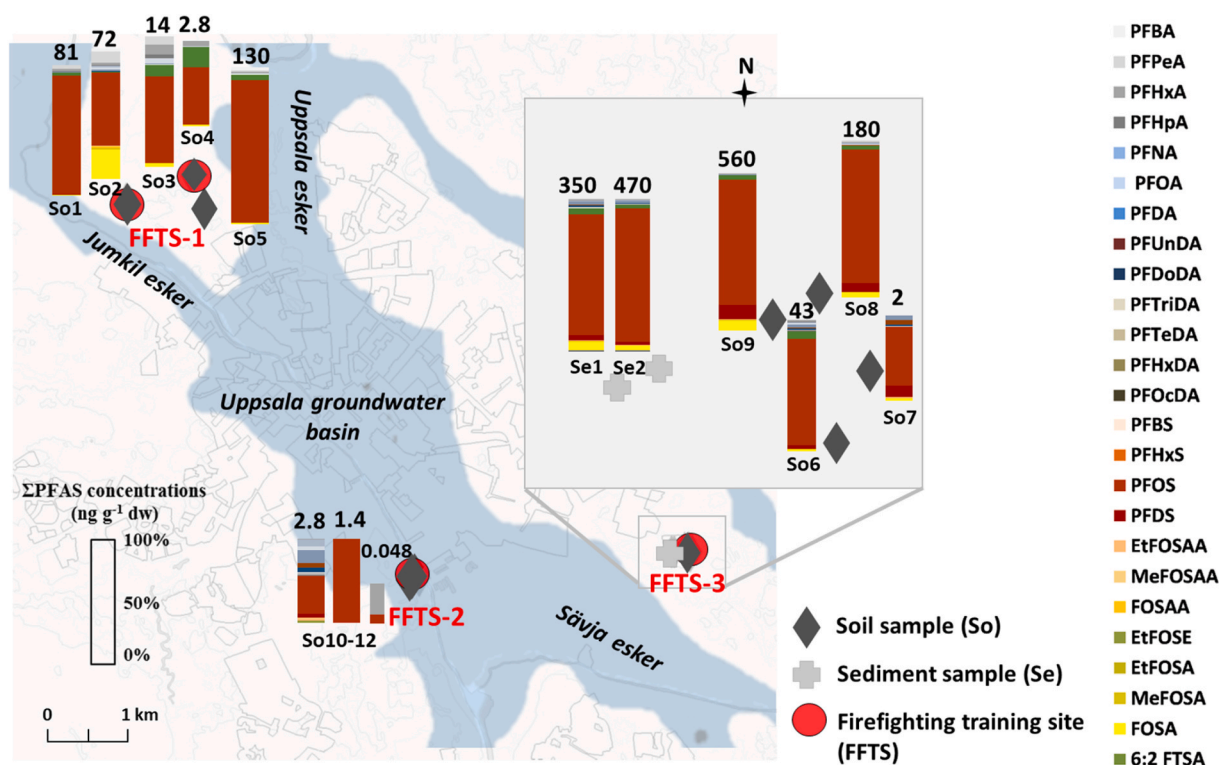 81
72
14
2.8
130
So1
So2
So3
So4
So5
FFTS-1
Jumkil esker
Uppsala esker
Uppsala groundwater
basin
N
350
470
560
180
43
2
Se1
Se2
So9
So8
So6
So7
ΣPFAS concentrations
(ng g⁻¹ dw)
100%
50%
0%
0 1 km
2.8
1.4
0.048
So10-12
FFTS-2
Sävja esker
FFTS-3
Soil sample (So)
Sediment sample (Se)
Firefighting training site
(FFTS)
PFBA
PFPeA
PFHxA
PFHpA
PFNA
PFOA
PFDA
PFUnDA
PFDoDA
PFTriDA
PFTeDA
PFHxDA
PFOcDA
PFBS
PFHxS
PFOS
PFDS
EtFOSAA
MeFOSAA
FOSAA
EtFOSE
EtFOSA
MeFOSA
FOSA
6:2 FTSA